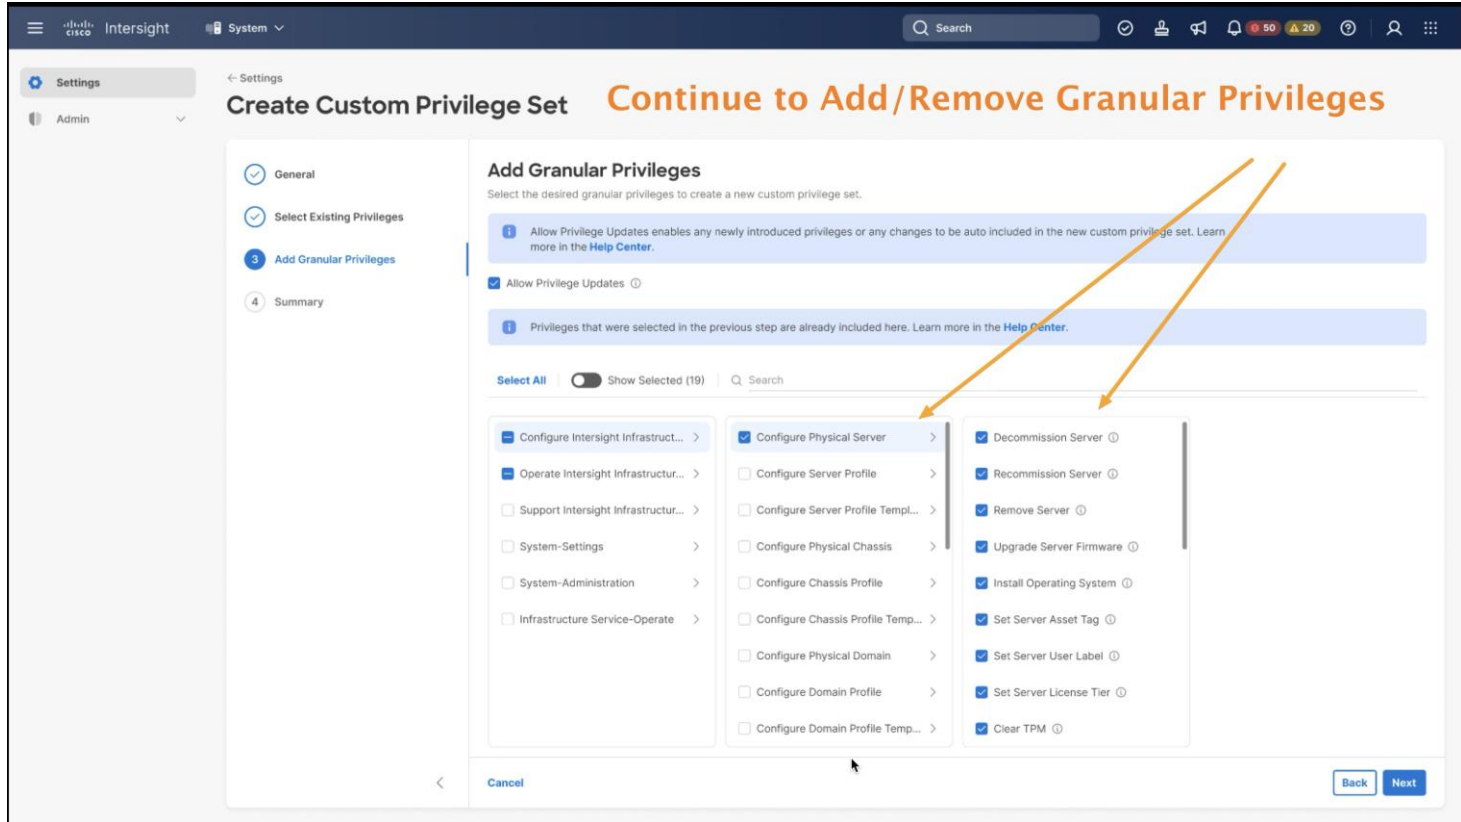 cisco Intersight
System
Search
50
20
Settings
Admin
← Settings
Create Custom Privilege Set
Continue to Add/Remove Granular Privileges
General
Select Existing Privileges
3 Add Granular Privileges
4 Summary
Add Granular Privileges
Select the desired granular privileges to create a new custom privilege set.
Allow Privilege Updates enables any newly introduced privileges or any changes to be auto included in the new custom privilege set. Learn
more in the Help Center.
Allow Privilege Updates
Privileges that were selected in the previous step are already included here. Learn more in the Help Center.
Select All
Show Selected (19)
Search
Configure Intersight Infrastruct...
Operate Intersight Infrastructur...
Support Intersight Infrastructur...
System-Settings
System-Administration
Infrastructure Service-Operate
Configure Physical Server
Configure Server Profile
Configure Server Profile Templ...
Configure Physical Chassis
Configure Chassis Profile
Configure Chassis Profile Temp...
Configure Physical Domain
Configure Domain Profile
Configure Domain Profile Temp...
Decommission Server
Recommission Server
Remove Server
Upgrade Server Firmware
Install Operating System
Set Server Asset Tag
Set Server User Label
Set Server License Tier
Clear TPM
Cancel
Back
Next